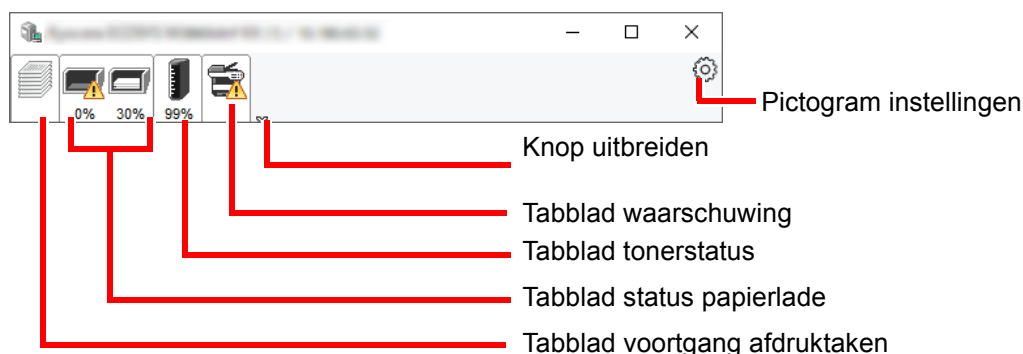 0% 30% 99%
Pictogram instellingen
Knop uitbreiden
Tabblad waarschuwing
Tabblad tonerstatus
Tabblad status papierlade
Tabblad voortgang afdruktaken